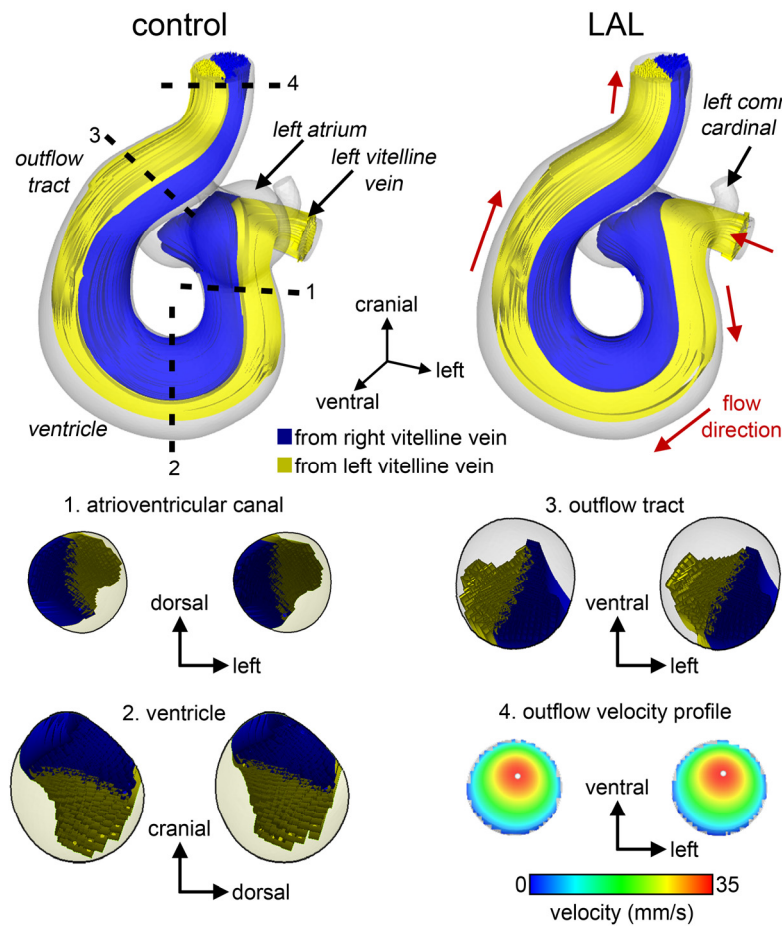 control
LAL
4
3
outflow
tract
left atrium
left vitelline
vein
left
cardinal
1
cranial
left
ventral
ventricle
2
flow
direction
from right vitelline vein
from left vitelline vein
1. atrioventricular canal
dorsal
left
3. outflow tract
ventral
left
2. ventricle
cranial
dorsal
4. outflow velocity profile
ventral
left
0
35
velocity (mm/s)